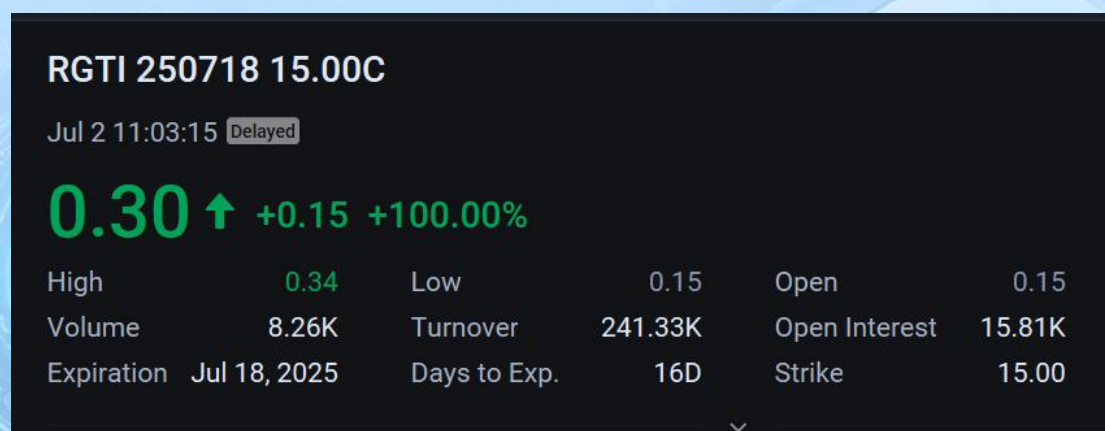 RGTI 250718 15.00C
Jul 2 11:03:15 Delayed
0.30 +0.15 +100.00%
High 0.34 Low 0.15 Open 0.15
Volume 8.26K Turnover 241.33K Open Interest 15.81K
Expiration Jul 18, 2025 Days to Exp. 16D Strike 15.00